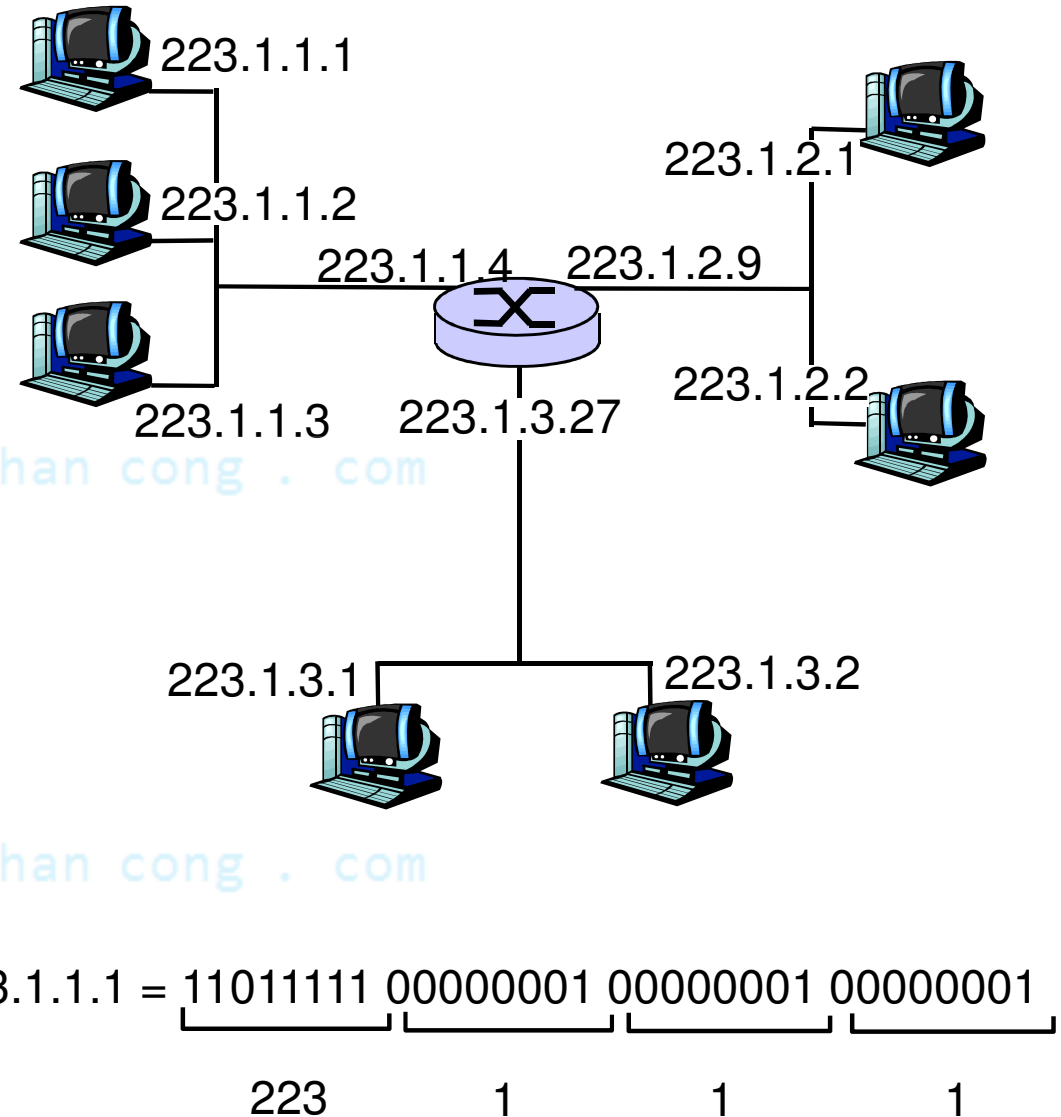 223.1.1.1
223.1.2.1
223.1.1.2
223.1.1.4
223.1.2.9
223.1.2.2
223.1.1.3
223.1.3.27
han cong . com
223.1.3.1
223.1.3.2
han cong . com
3.1.1.1 = 11011111 00000001 00000001 00000001
223 1 1 1